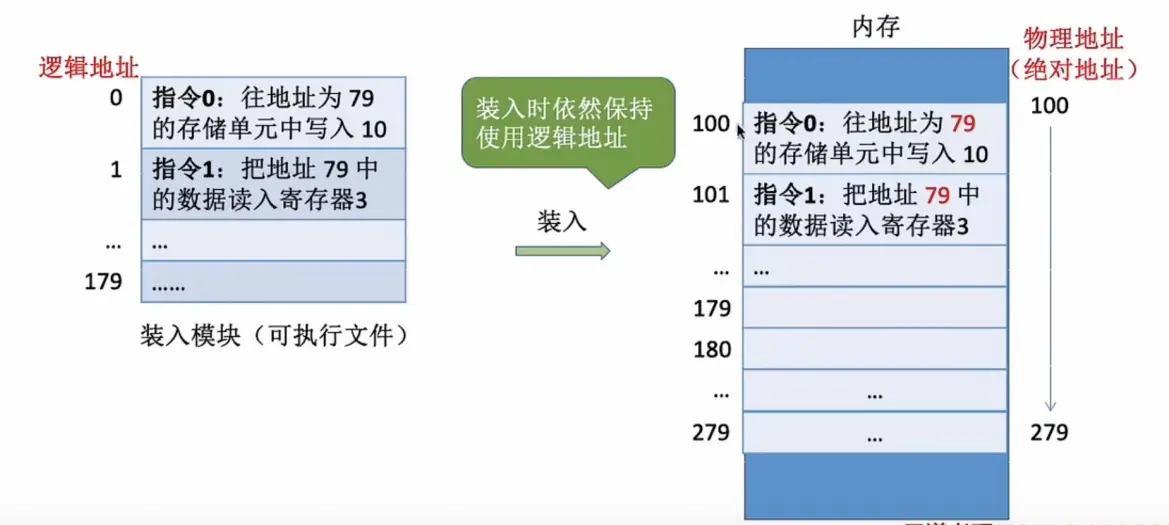 内存
逻辑地址
物理地址
（绝对地址）
0
指令0：往地址为 79
的存储单元中写入 10
1
指令1：把地址 79 中
的数据读入寄存器3
...
...
179
......
装入模块（可执行文件）
装入时依然保持
使用逻辑地址
装入
100
指令0：往地址为 79
的存储单元中写入 10
101
指令1：把地址 79 中
的数据读入寄存器3
...
...
179
180
...
...
279
...
100
279